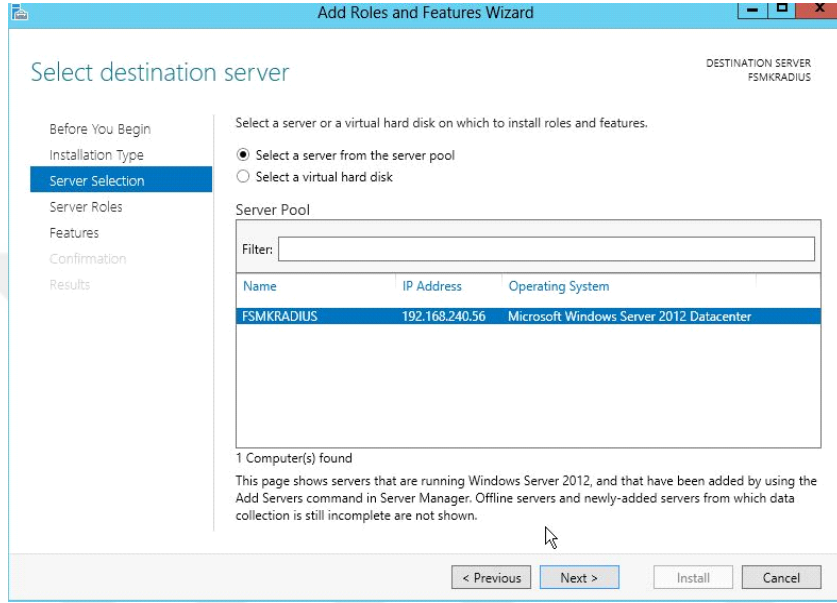 Add Roles and Features Wizard
Select destination server
DESTINATION SERVER
FSMKRADIUS
Before You Begin
Installation Type
Server Selection
Server Roles
Features
Confirmation
Results
Select a server or a virtual hard disk on which to install roles and features.
Select a server from the server pool
Select a virtual hard disk
Server Pool
Filter:
Name IP Address Operating System
FSMKRADIUS 192.168.240.56 Microsoft Windows Server 2012 Datacenter
1 Computer(s) found
This page shows servers that are running Windows Server 2012, and that have been added by using the
Add Servers command in Server Manager. Offline servers and newly-added servers from which data
collection is still incomplete are not shown.
< Previous Next > Install Cancel